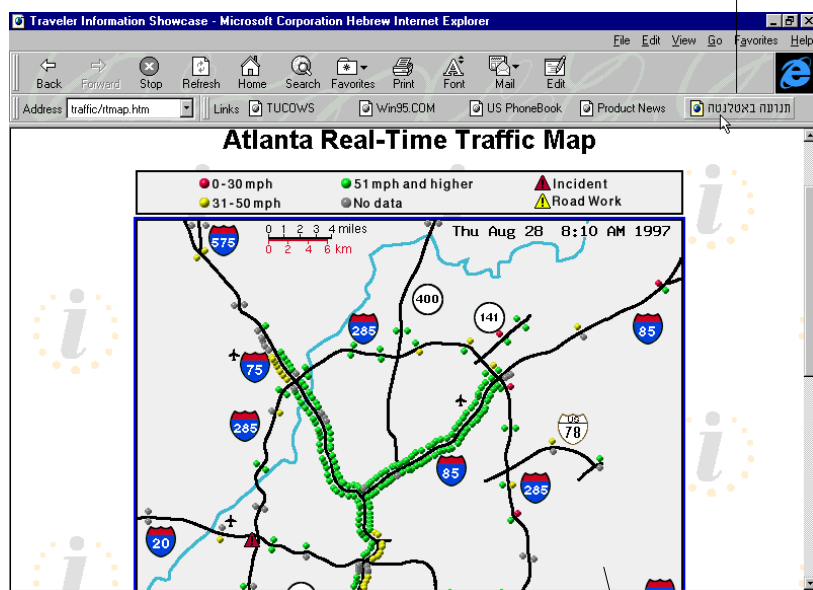 Traveler Information Showcase - Microsoft Corporation Hebrew Internet Explorer
File Edit View Go Favorites Help
Back Forward Stop Refresh Home Search Favorites Print Font Mail Edit
Address traffic/rtmap.htm Links TUCOWS Win95.COM US PhoneBook Product News תנועה באטלנטה
Atlanta Real-Time Traffic Map
0-30 mph 51 mph and higher Incident
31-50 mph No data Road Work
0 1 2 3 4 miles
0 2 4 6 km
Thu Aug 28 8:10 AM 1997
575
400
141
285
85
75
285
US
78
85
285
20